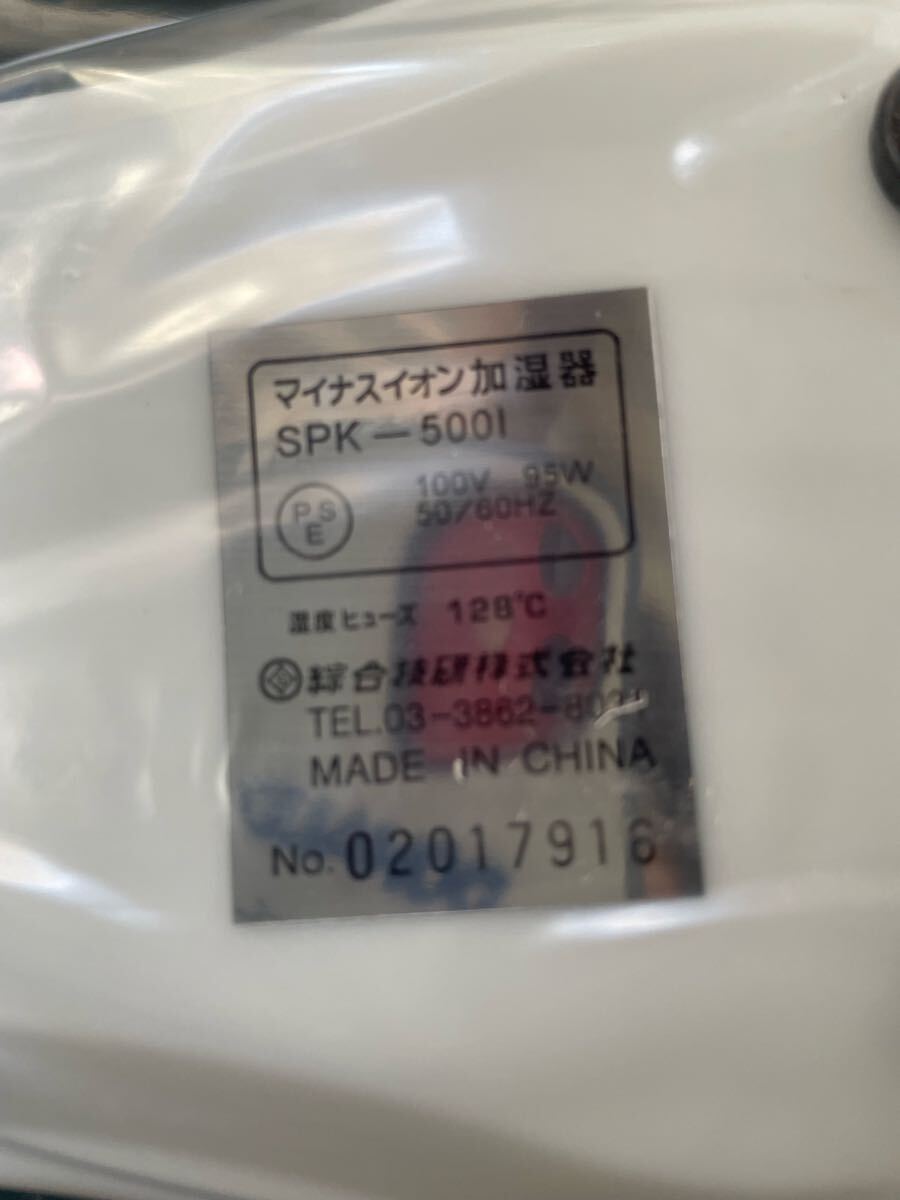 マイナスイオン加湿器
SPK－500I
100V 95W
PSE
50/60HZ
温度ヒューズ 128℃
綜合技研株式会社
MADE IN CHINA
No. 02017916